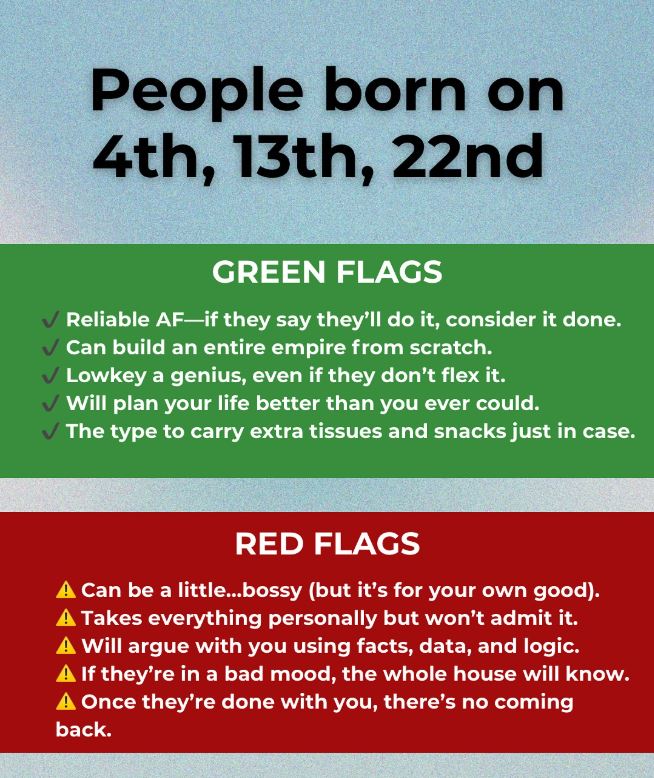 People born on
4th, 13th, 22nd
GREEN FLAGS
✔ Reliable AF—if they say they’ll do it, consider it done.
✔ Can build an entire empire from scratch.
✔ Lowkey a genius, even if they don’t flex it.
✔ Will plan your life better than you ever could.
✔ The type to carry extra tissues and snacks just in case.
RED FLAGS
⚠️ Can be a little...bossy (but it’s for your own good).
⚠️ Takes everything personally but won’t admit it.
⚠️ Will argue with you using facts, data, and logic.
⚠️ If they’re in a bad mood, the whole house will know.
⚠️ Once they’re done with you, there’s no coming
back.